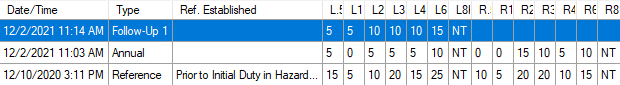 Date/Time Type Ref. Established L.5 L1 L2 L3 L4 L6 L8I R.5 R1 R2 R3 R4 R6 R8
12/2/2021 11:14 AM Follow-Up 1 5 5 10 10 10 15 NT
12/2/2021 11:03 AM Annual 5 0 5 5 5 10 NT 0 0 15 10 5 10 NT
12/10/2020 3:11 PM Reference Prior to Initial Duty in Hazard... 15 5 10 20 15 25 NT 10 5 20 20 10 15 NT